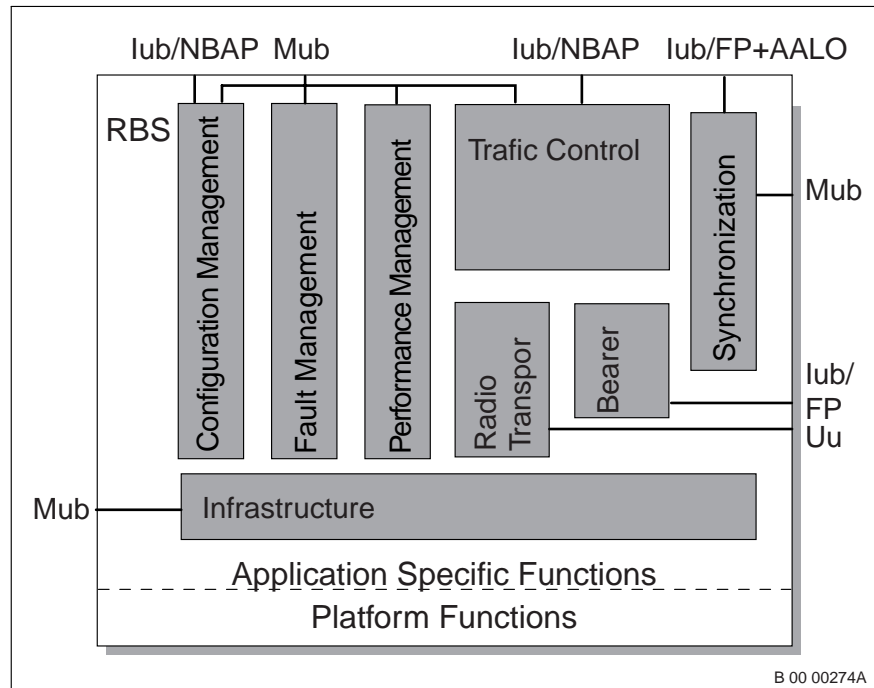 Iub/NBAP Mub Iub/NBAP Iub/FP+AALO
RBS
Configuration Management
Fault Management
Performance Management
Trafic Control
Synchronization
Mub
Radio
Transpor
Bearer
Iub/
FP
Uu
Mub
Infrastructure
Application Specific Functions
Platform Functions
B 00 00274A